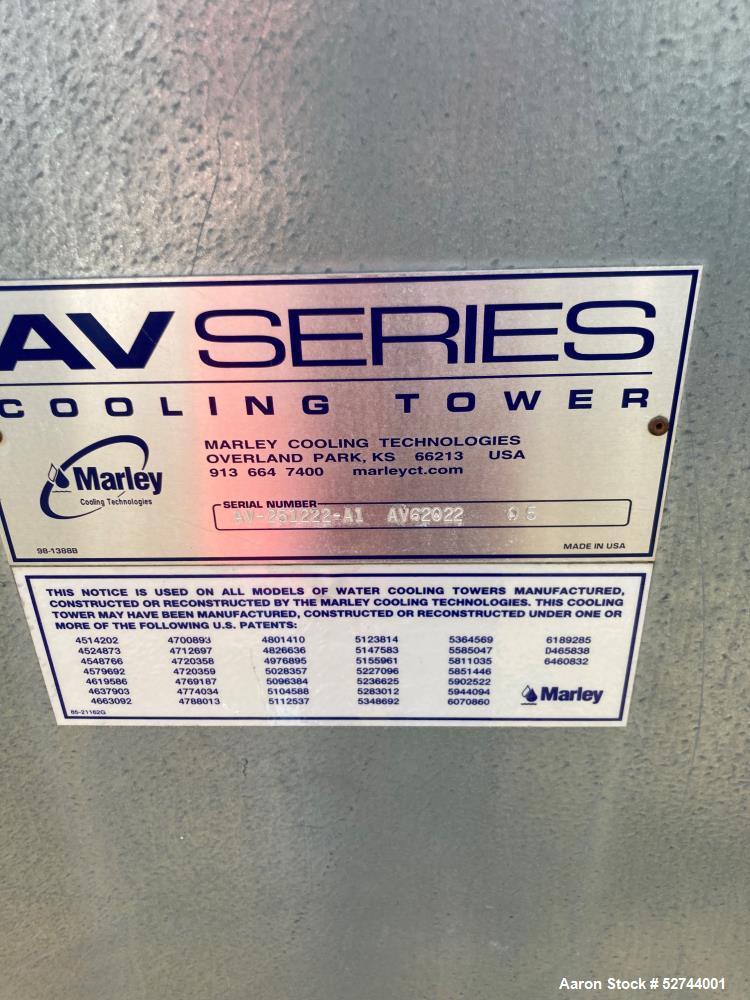 AV SERIES
COOLING TOWER
Marley
Cooling Technologies
MARLEY COOLING TECHNOLOGIES
OVERLAND PARK, KS 66213 USA
913 664 7400 marleyct.com
SERIAL NUMBER
AV-251222-A1 AV62022 05
98-1388B
MADE IN USA
THIS NOTICE IS USED ON ALL MODELS OF WATER COOLING TOWERS MANUFACTURED,
CONSTRUCTED OR RECONSTRUCTED BY THE MARLEY COOLING TECHNOLOGIES. THIS COOLING
TOWER MAY HAVE BEEN MANUFACTURED, CONSTRUCTED OR RECONSTRUCTED UNDER ONE OR
MORE OF THE FOLLOWING U.S. PATENTS:
4514202 4700893 4801410 5123814 5364569 6189285
4524873 4712697 4826636 5147583 5585047 D465838
4548766 4720358 4976895 5155961 5811035 6460832
4579692 4720359 5028357 5227096 5851446
4619586 4769187 5096384 5236625 5902522
4637903 4774034 5104588 5283012 5944094
4663092 4788013 5112537 5348692 6070860
Marley
85-21162G
Aaron Stock # 52744001